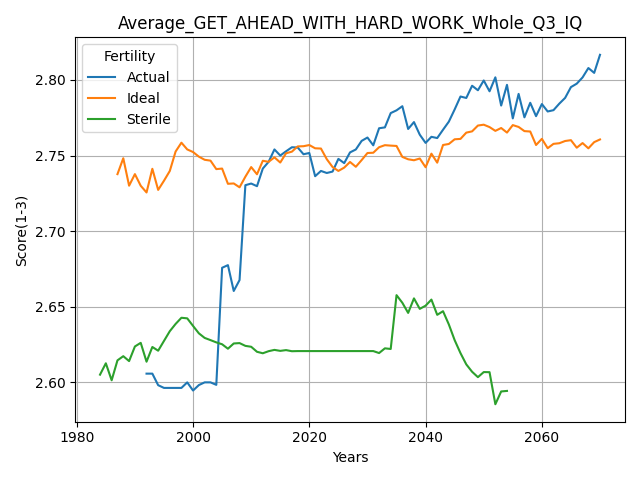 Average_GET_AHEAD_WITH_HARD_WORK_Whole_Q3_IQ
Fertility
Actual
Ideal
Sterile
Score(1-3)
2.80
2.75
2.70
2.65
2.60
1980 2000 2020 2040 2060
Years